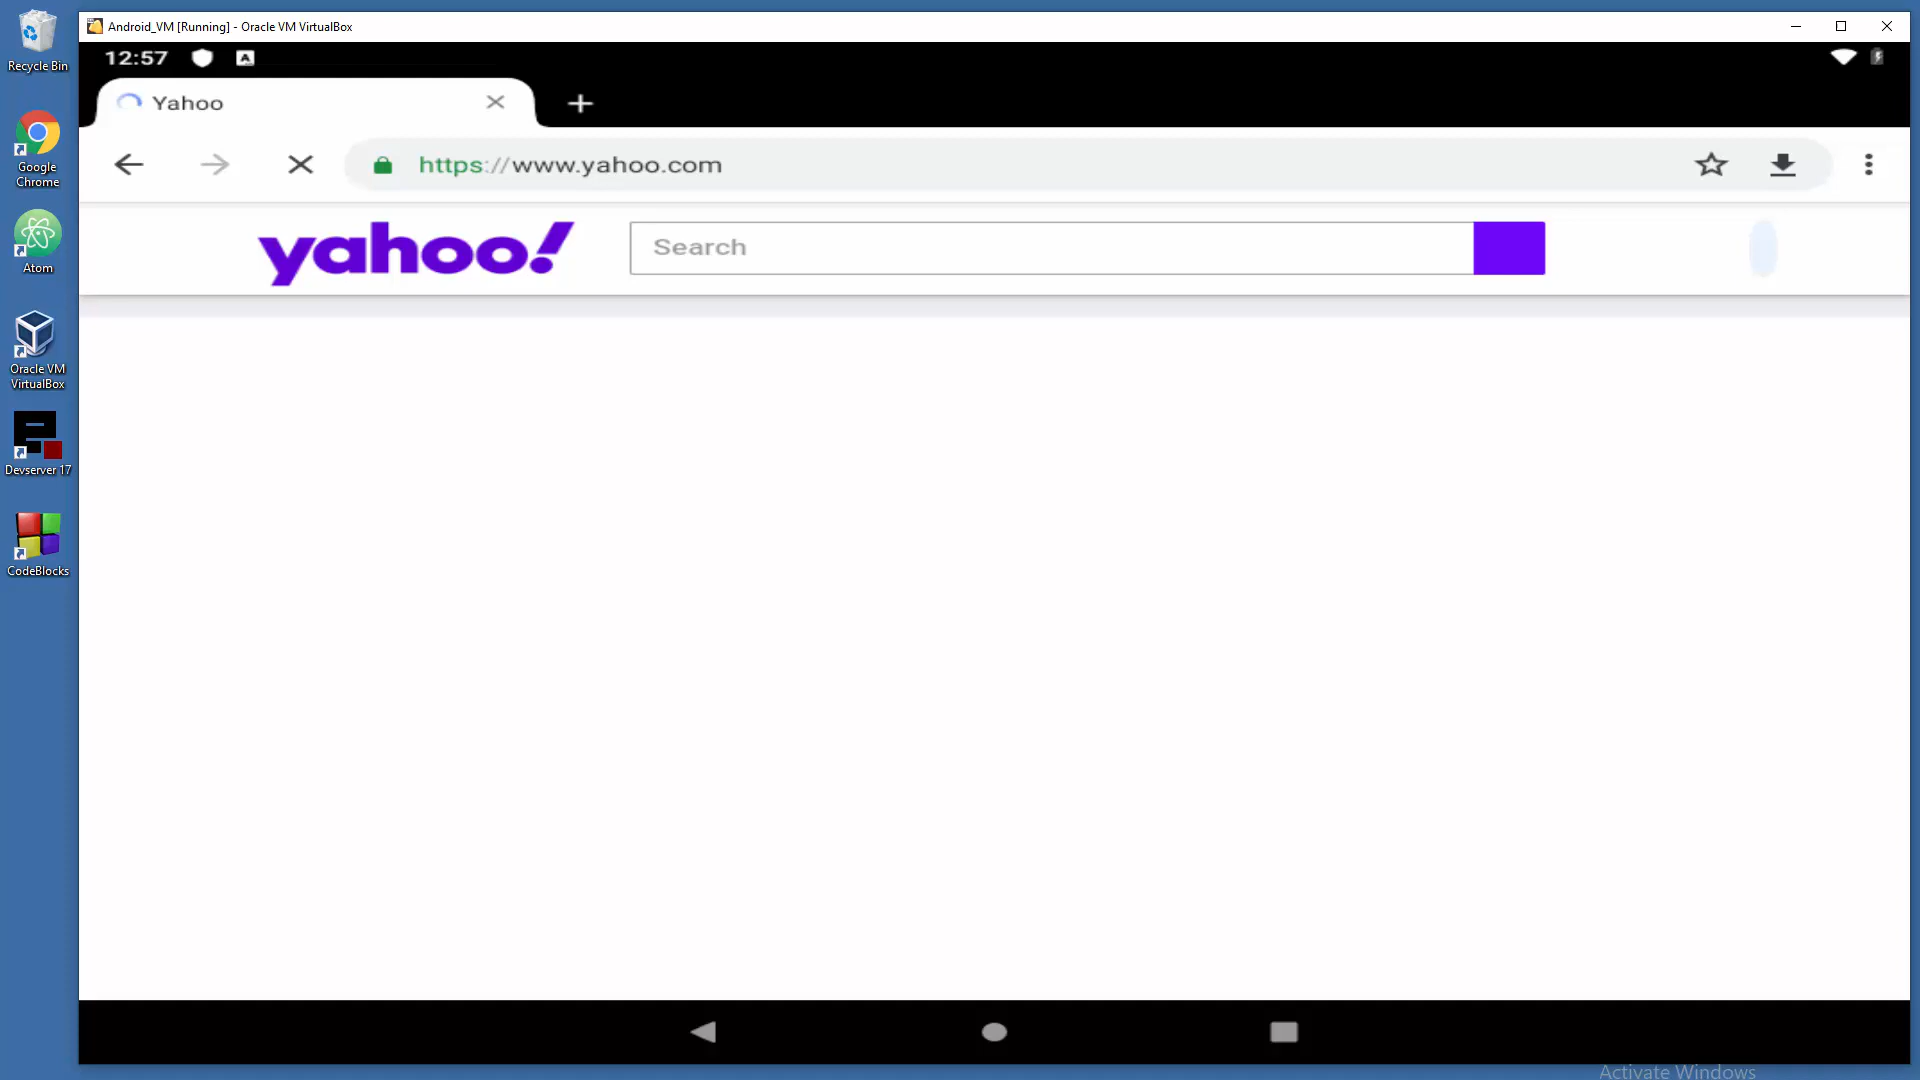 Android_VM [Running] - Oracle VM VirtualBox
Recycle Bin
Google
Chrome
Atom
Oracle VM
VirtualBox
Devserver 17
CodeBlocks
12:57
A
Yahoo
https://www.yahoo.com
yahoo!
Search
Activate Windows